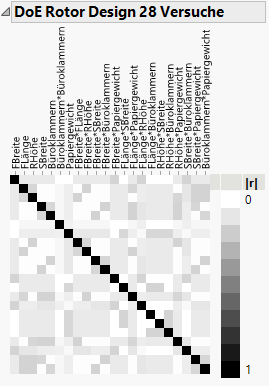 DoE Rotor Design 28 Versuche
FBreite
FLänge
RHöhe
SBreite
Büroklammern
Büroklammern*Büroklammern
Papiergewicht
FBreite*FLänge
FBreite*RHöhe
FBreite*SBreite
FBreite*Büroklammern
FBreite*Papiergewicht
FLänge*SBreite
FLänge*Papiergewicht
FLänge*RHöhe
FLänge*Büroklammern
RHöhe*SBreite
RHöhe*Büroklammern
RHöhe*Papiergewicht
SBreite*Büroklammern
SBreite*Papiergewicht
Büroklammern*Papiergewicht
|r|
0
1